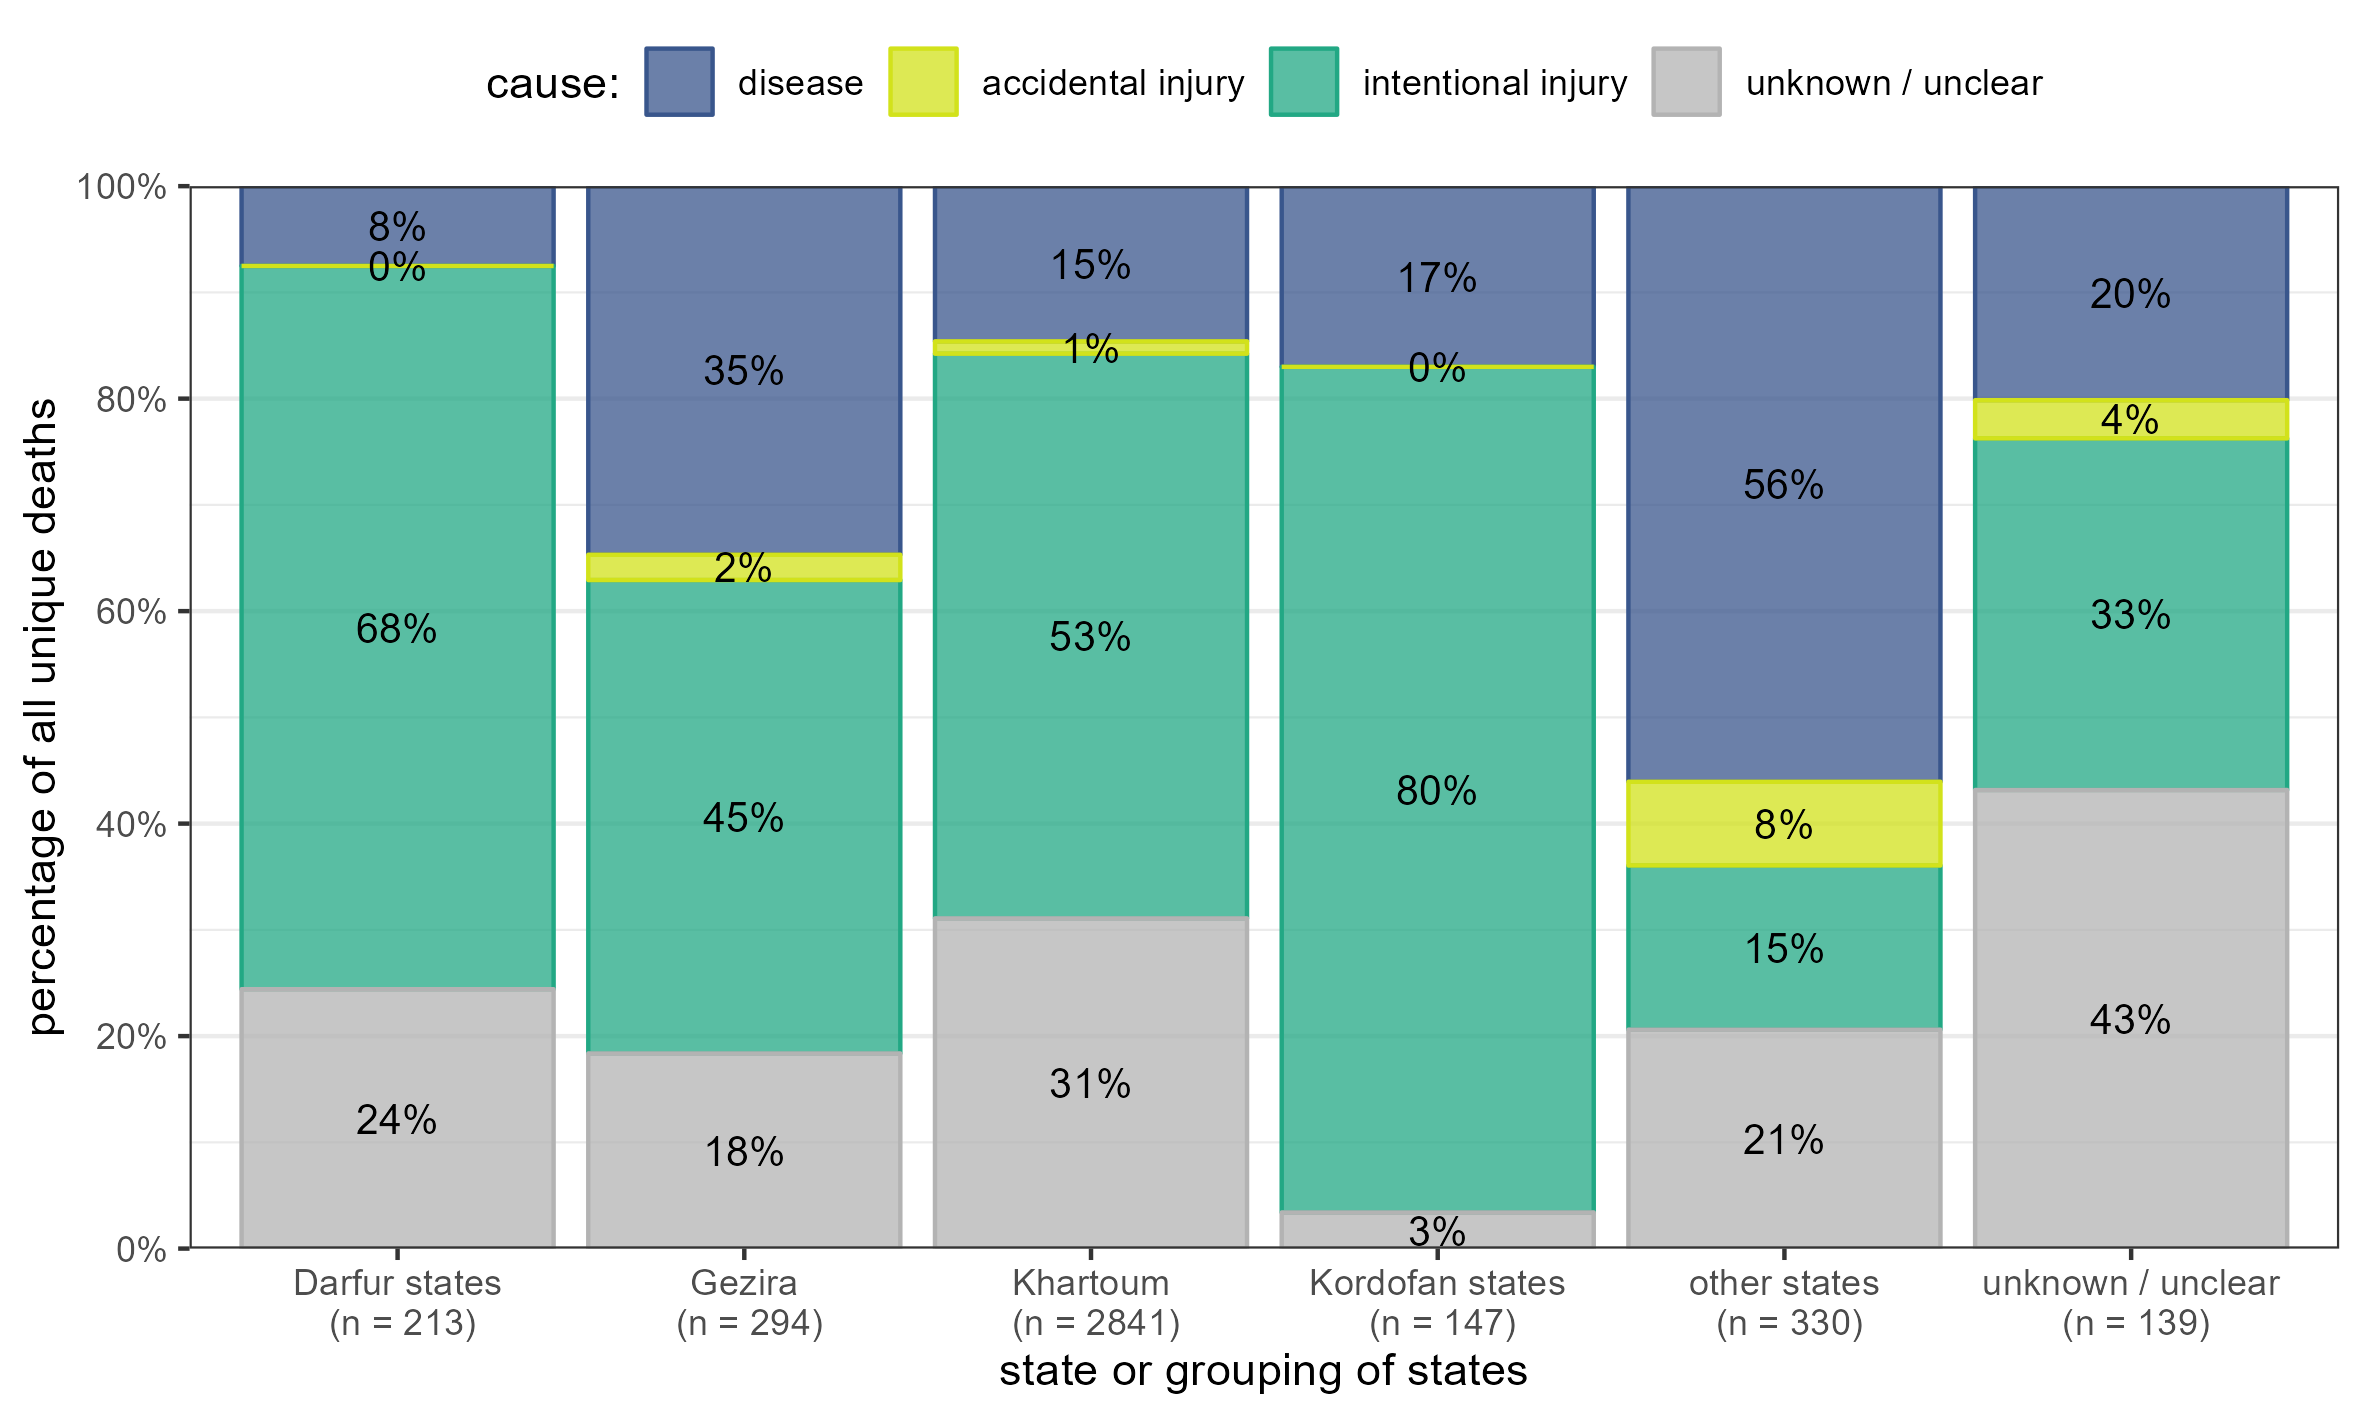 cause: disease accidental injury intentional injury unknown / unclear
percentage of all unique deaths
100%
80%
60%
40%
20%
0%
8%
0%
68%
24%
35%
2%
45%
18%
15%
1%
53%
31%
17%
0%
80%
3%
56%
8%
15%
21%
20%
4%
33%
43%
Darfur states
(n = 213)
Gezira
(n = 294)
Khartoum
(n = 2841)
Kordofan states
(n = 147)
other states
(n = 330)
unknown / unclear
(n = 139)
state or grouping of states